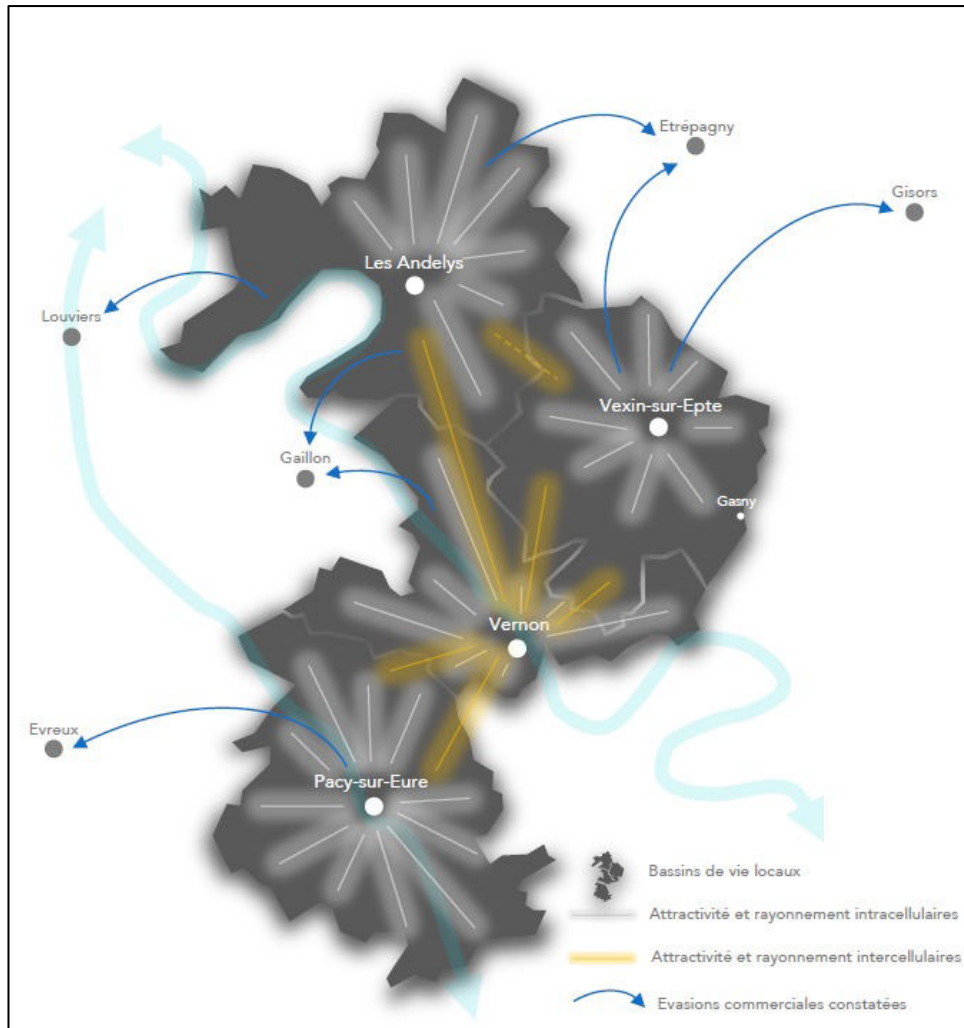 Etrépagny
Gisors
Les Andelys
Louviers
Vexin-sur-Epte
Gaillon
Gasny
Vernon
Evreux
Pacy-sur-Eure
Bassins de vie locaux
Attractivité et rayonnement intracellulaires
Attractivité et rayonnement intercellulaires
Evasions commerciales constatées